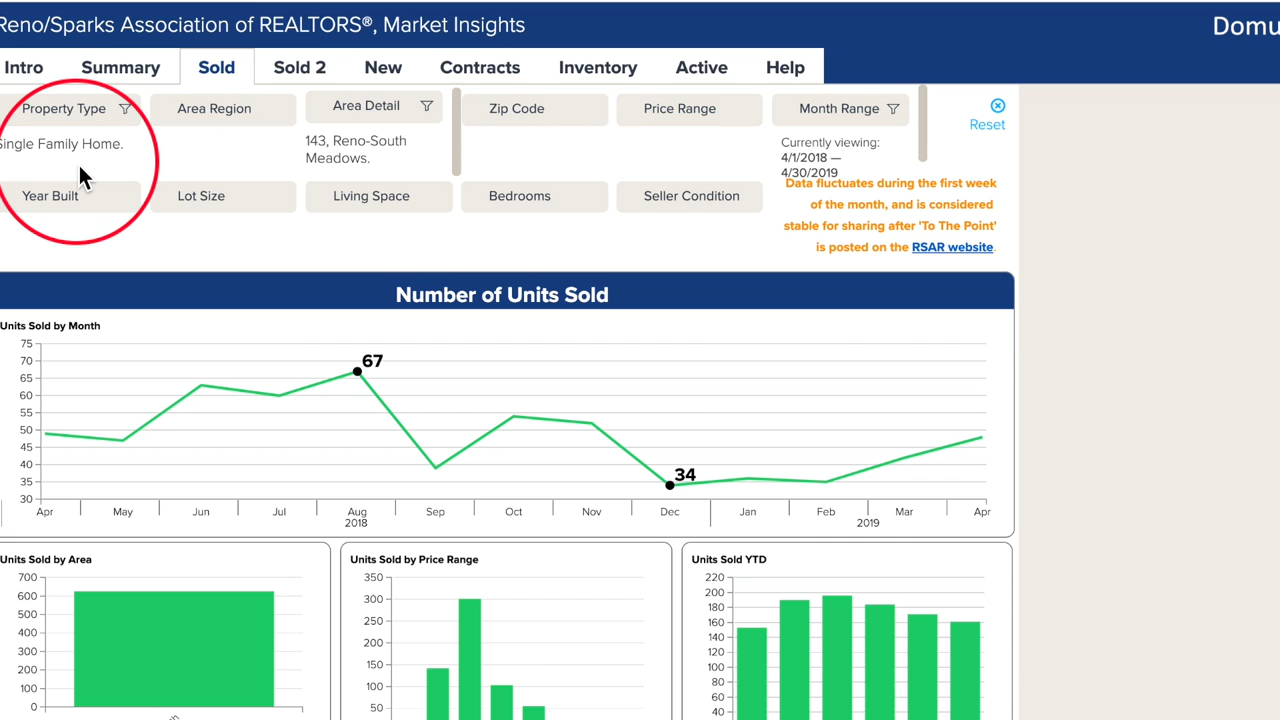 Reno/Sparks Association of REALTORS®, Market Insights
Domu
Intro Summary Sold Sold 2 New Contracts Inventory Active Help
Property Type Area Region Area Detail Zip Code Price Range Month Range
Reset
Single Family Home.
143, Reno-South
Meadows.
Currently viewing:
4/1/2018 —
4/30/2019
Year Built Lot Size Living Space Bedrooms Seller Condition
Data fluctuates during the first week
of the month, and is considered
stable for sharing after 'To The Point'
is posted on the RSAR website.
Number of Units Sold
Units Sold by Month
75
70
65
60
55
50
45
40
35
30
67
34
Apr May Jun Jul Aug Sep Oct Nov Dec Jan Feb Mar Apr
2018 2019
Units Sold by Area
700
600
500
400
300
200
100
0
Units Sold by Price Range
350
300
250
200
150
100
50
Units Sold YTD
220
200
180
160
140
120
100
80
60
40